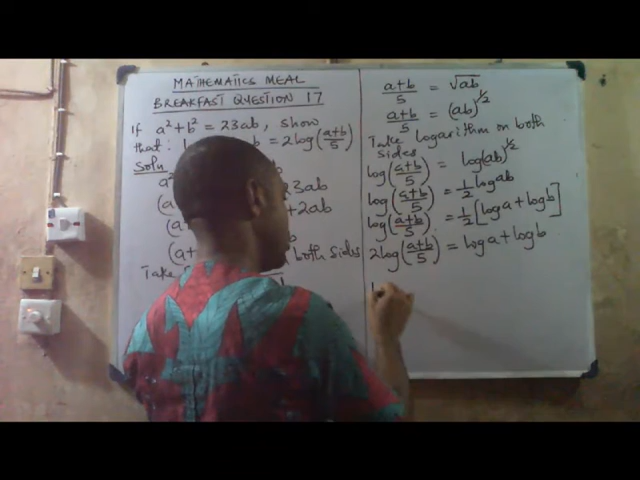 MATHEMATICS MEAL
BREAKFAST QUESTION 17
If a² + b² = 23ab, show
that: b = 2log(a+b/5)
Soln
a² 3ab
(a + 2ab
(a
(a+ b
both sides
Take
a+b/5 = √ab
a+b/5 = (ab)^1/2
Take logarithm on both
sides
log(a+b/5) = log(ab)^1/2
log(a+b/5) = 1/2 log ab
log(a+b/5) = 1/2[log a + log b]
2log(a+b/5) = log a + log b